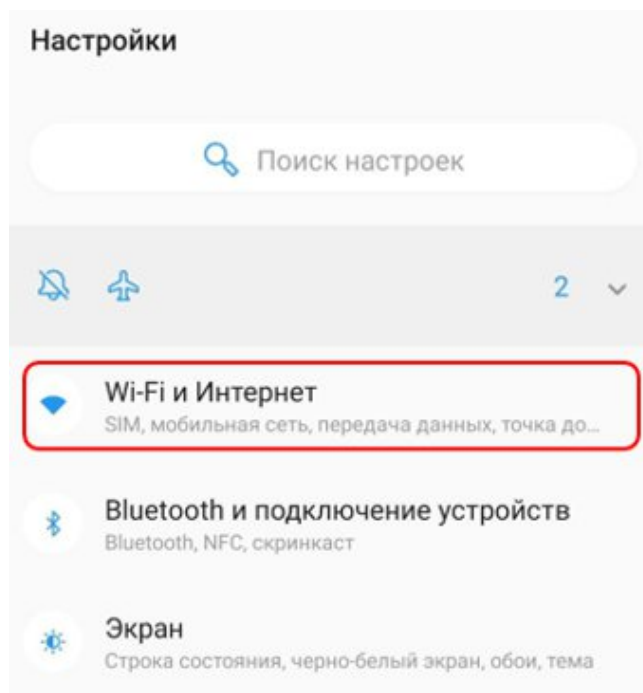 Настройки
Поиск настроек
2
Wi-Fi и Интернет
SIM, мобильная сеть, передача данных, точка до...
Bluetooth и подключение устройств
Bluetooth, NFC, скринкаст
Экран
Строка состояния, черно-белый экран, обои, тема